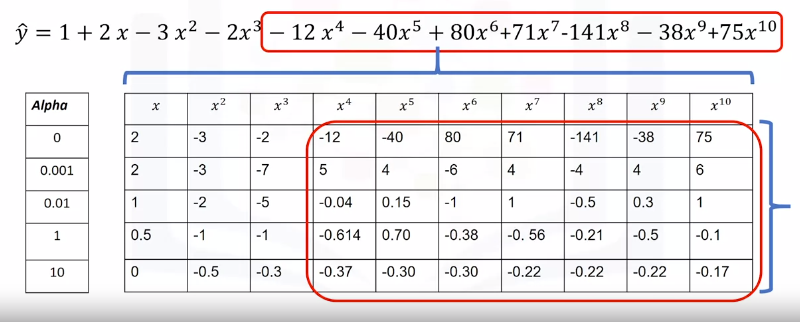 ŷ = 1 + 2 x − 3 x² − 2x³ − 12 x⁴ − 40x⁵ + 80x⁶+71x⁷-141x⁸ − 38x⁹+75x¹⁰
Alpha x x² x³ x⁴ x⁵ x⁶ x⁷ x⁸ x⁹ x¹⁰
0 2 -3 -2 -12 -40 80 71 -141 -38 75
0.001 2 -3 -7 5 4 -6 4 -4 4 6
0.01 1 -2 -5 -0.04 0.15 -1 1 -0.5 0.3 1
1 0.5 -1 -1 -0.614 0.70 -0.38 -0. 56 -0.21 -0.5 -0.1
10 0 -0.5 -0.3 -0.37 -0.30 -0.30 -0.22 -0.22 -0.22 -0.17